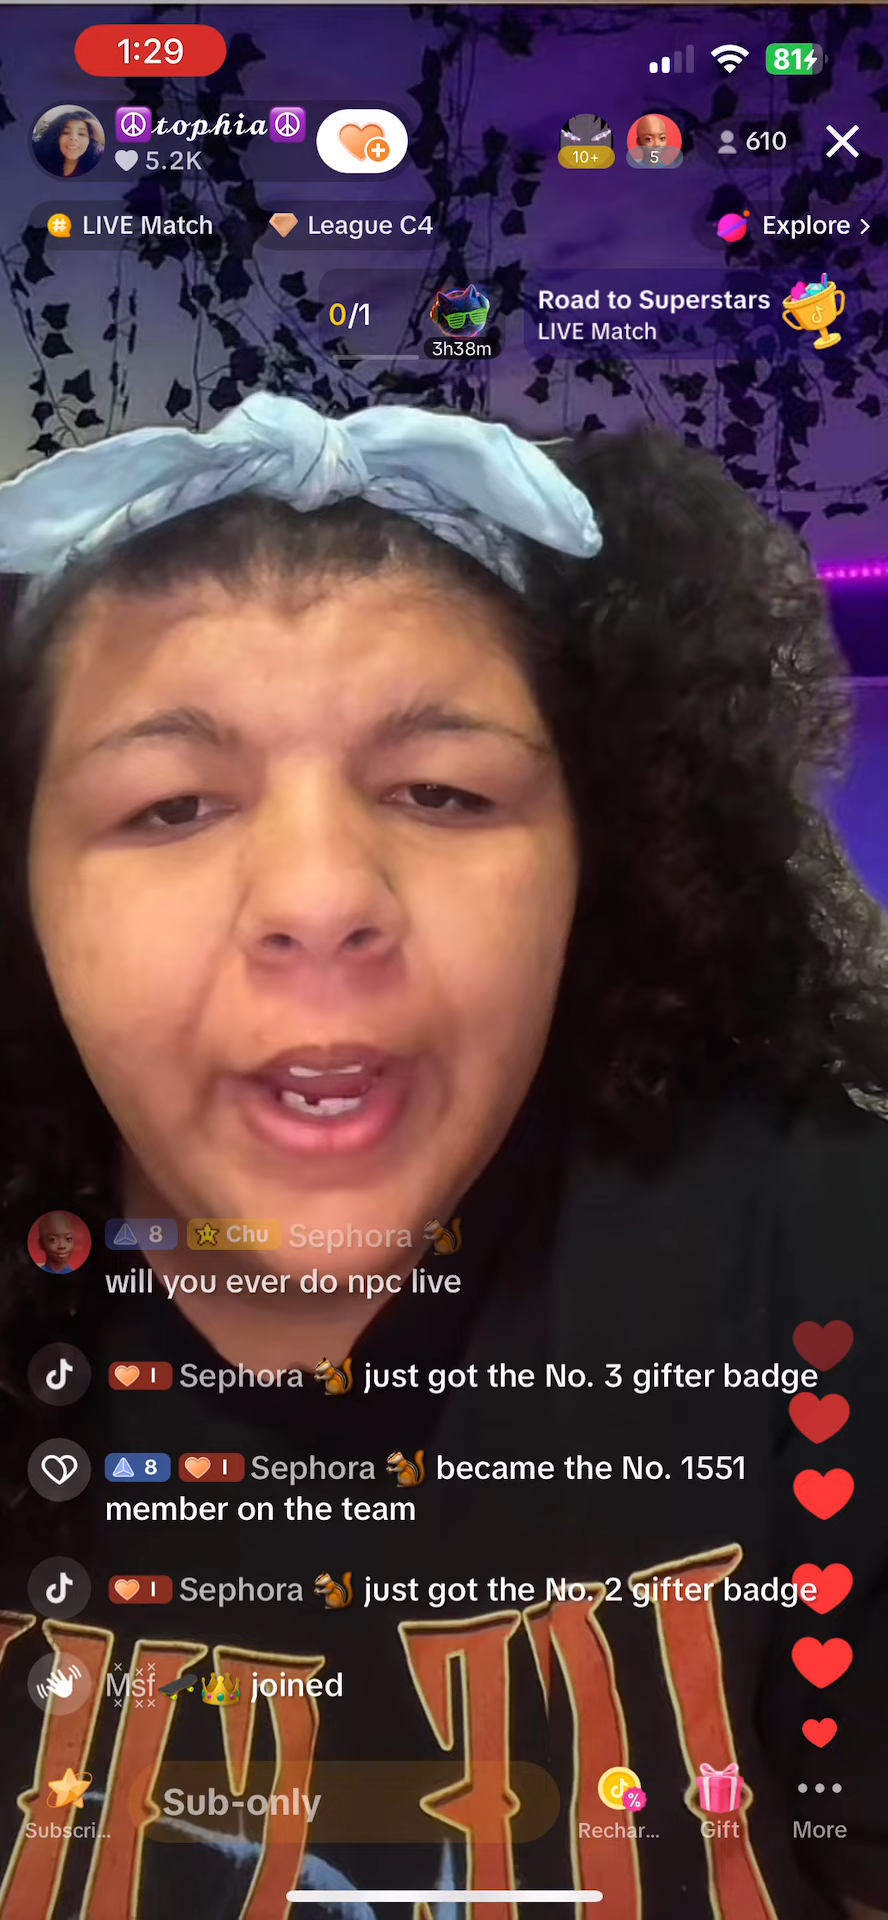 1:29
81
☮️𝓽𝓸𝓹𝓱𝓲𝓪☮️
5.2K
10+
5
610
LIVE Match
League C4
Explore >
0/1
3h38m
Road to Superstars
LIVE Match
8 Chu Sephora 🐿️
will you ever do npc live
I Sephora 🐿️ just got the No. 3 gifter badge
8 I Sephora 🐿️ became the No. 1551
member on the team
I Sephora 🐿️ just got the No. 2 gifter badge
Msf🛹👑 joined
Sub-only
Subscri...
Rechar...
Gift
More